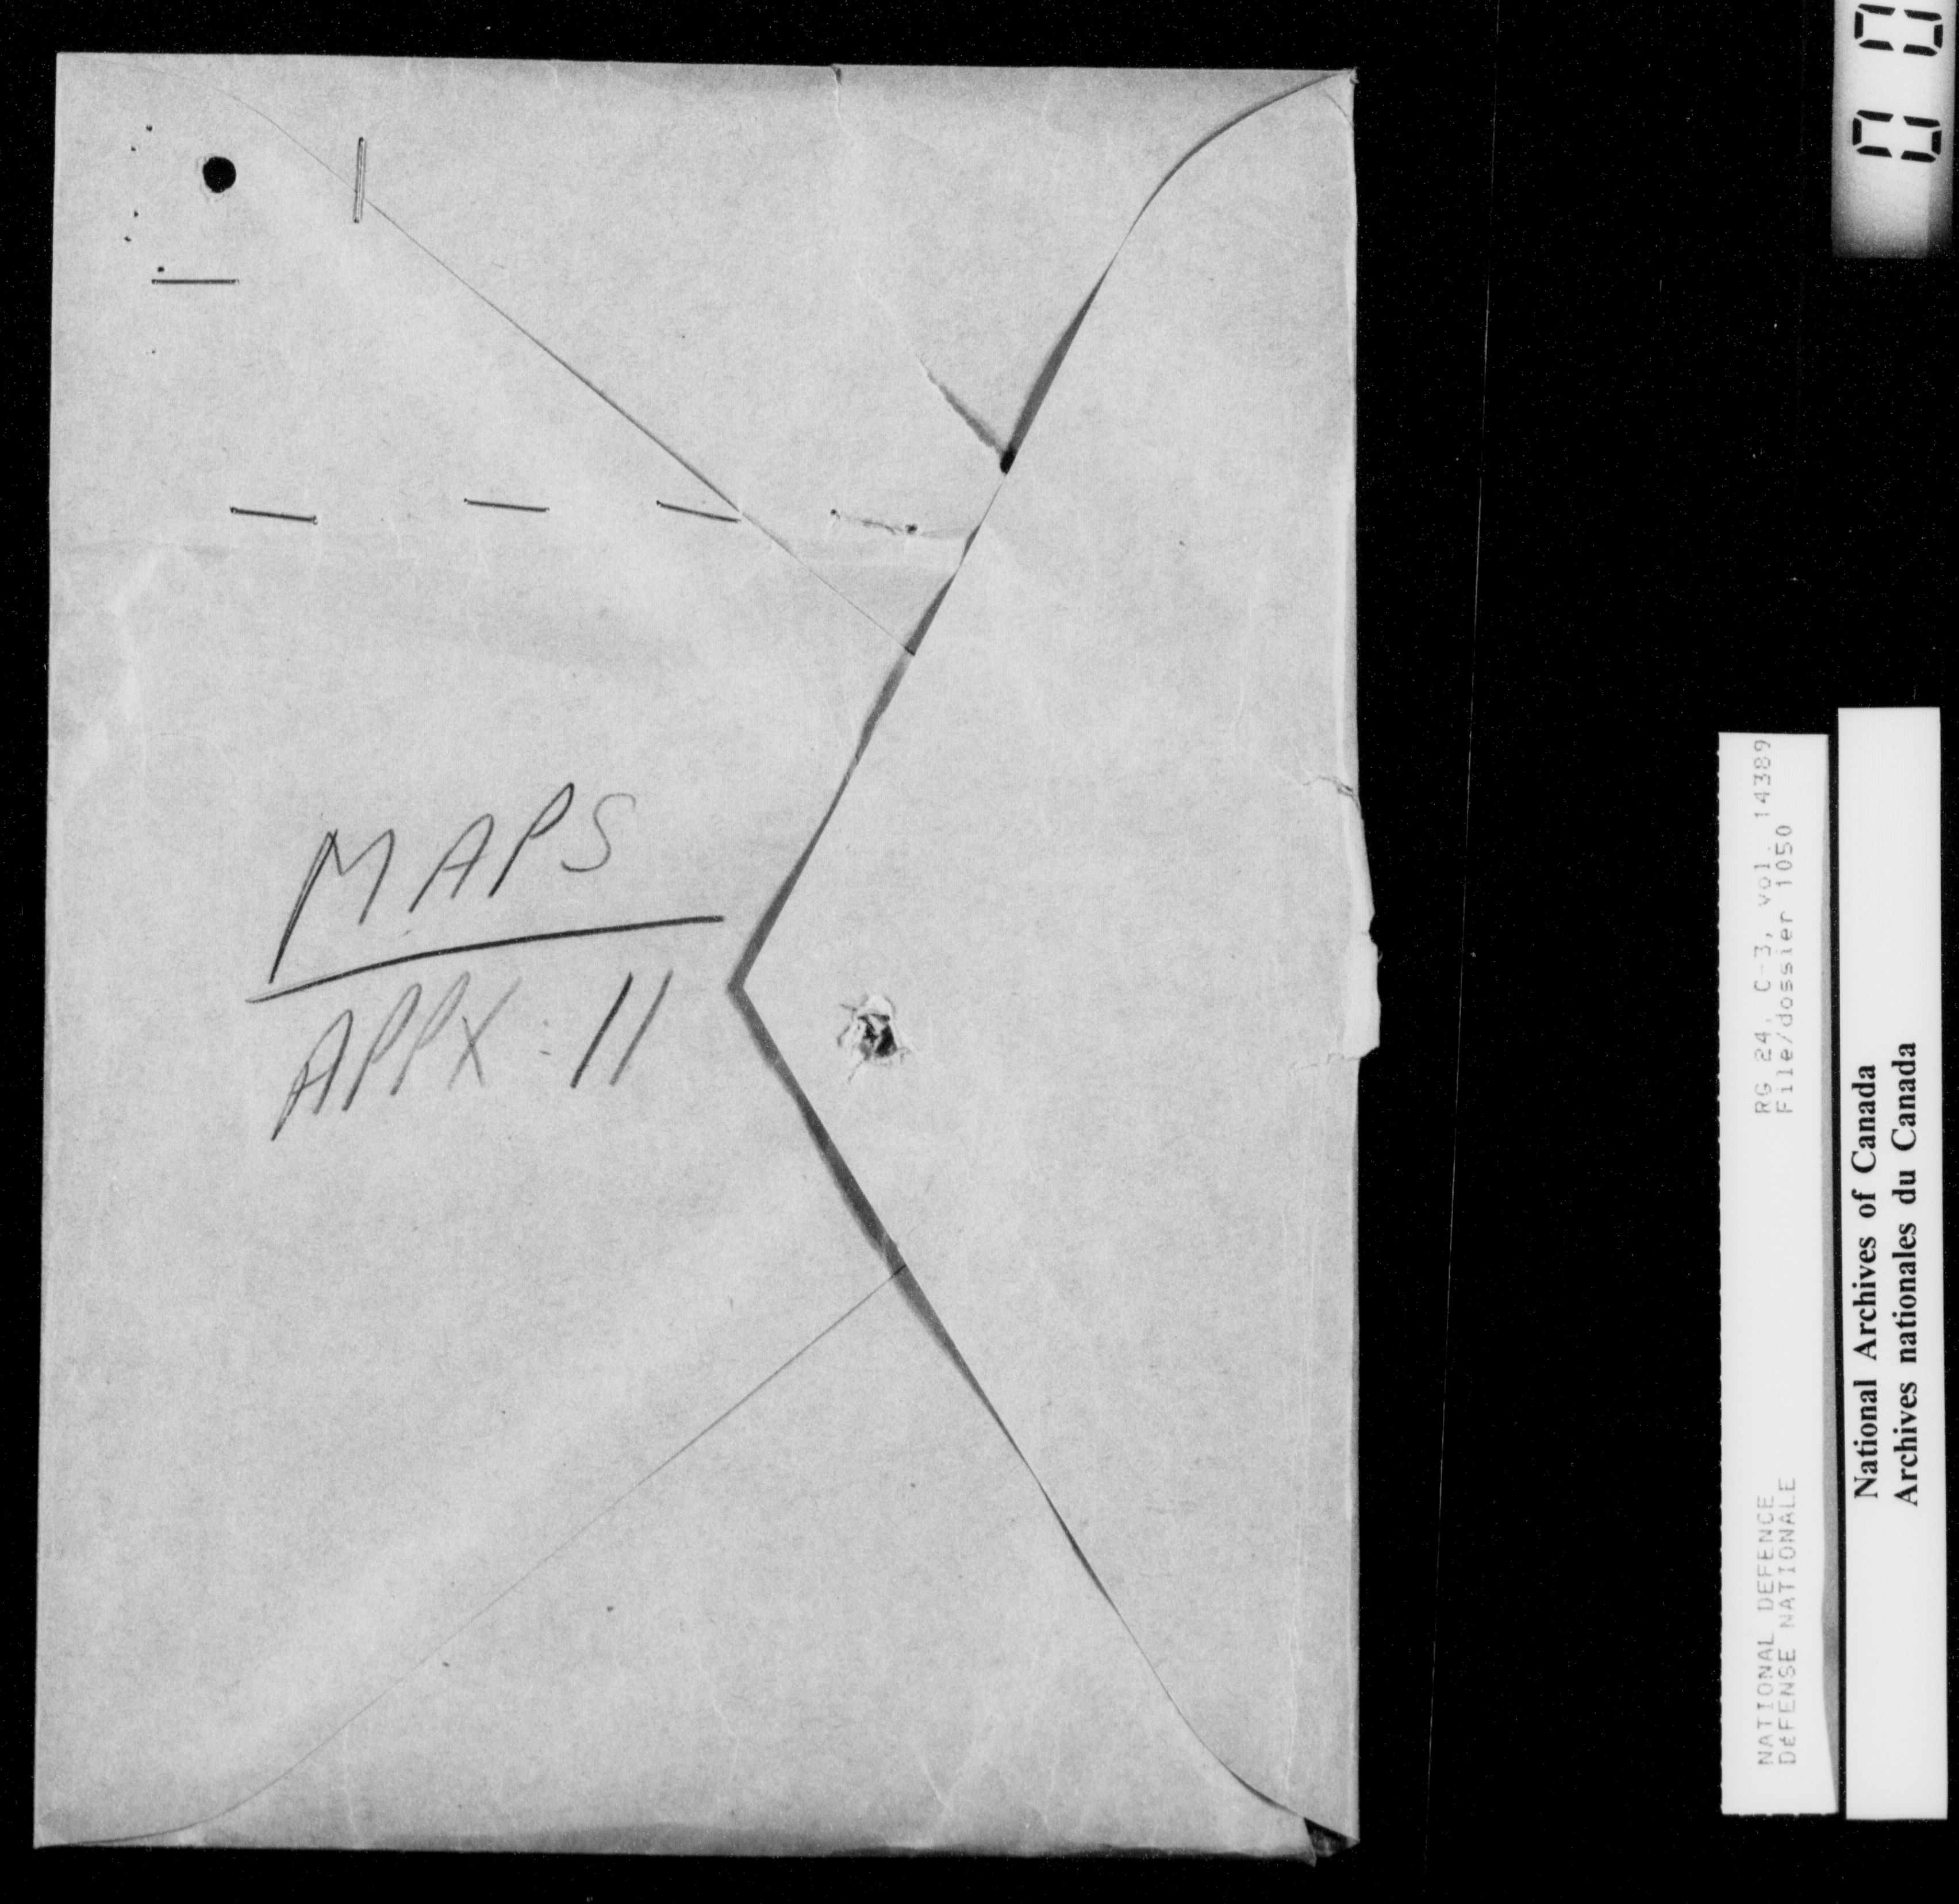 MAPS
APPX : 11
NATIONAL DEFENCE
DÉFENSE NATIONALE
RG 24, C-3, vol. 14389
File/dossier 1050
National Archives of Canada
Archives nationales du Canada